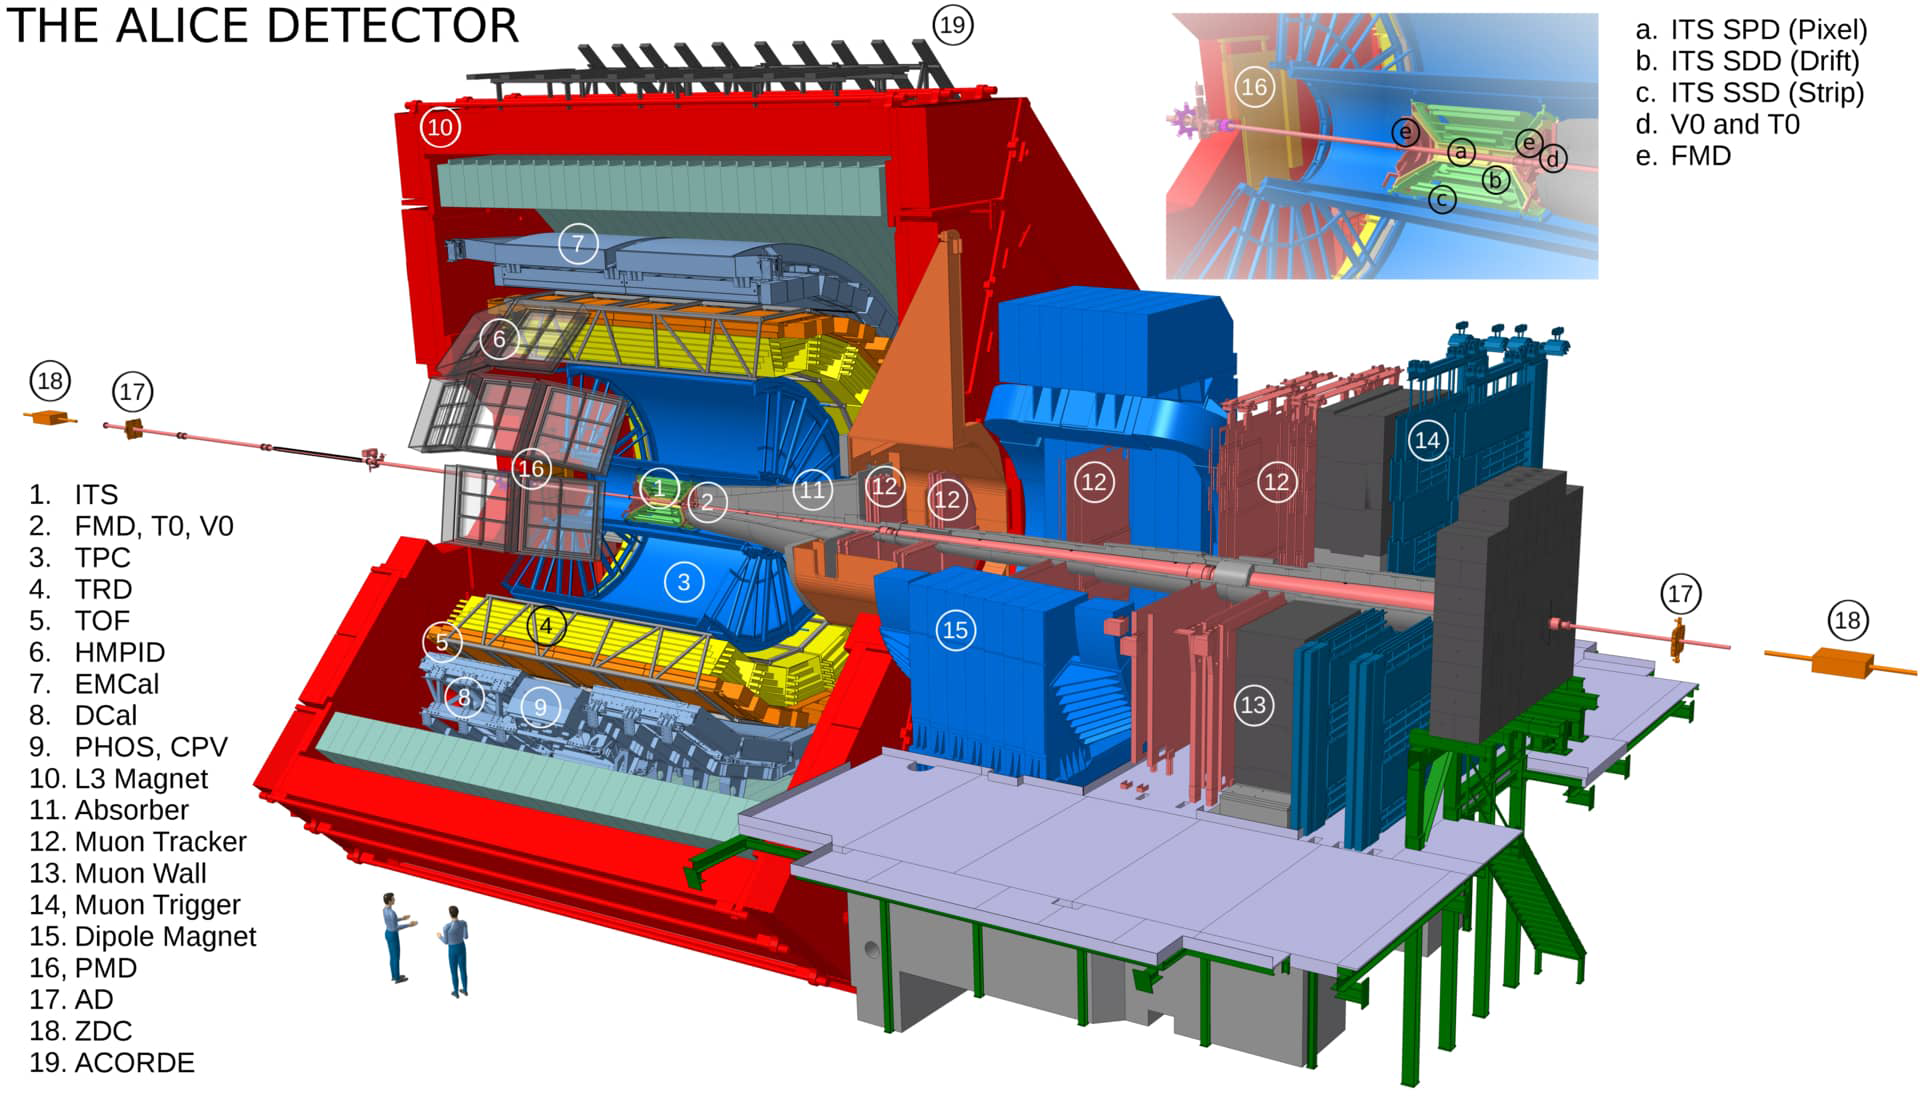 THE ALICE DETECTOR
19
a. ITS SPD (Pixel)
b. ITS SDD (Drift)
c. ITS SSD (Strip)
d. V0 and T0
e. FMD
16
e
a
e
d
b
c
10
7
6
18
17
16
1
2
11
12
12
12
12
14
3
4
5
8
9
15
13
17
18
1. ITS
2. FMD, T0, V0
3. TPC
4. TRD
5. TOF
6. HMPID
7. EMCal
8. DCal
9. PHOS, CPV
10. L3 Magnet
11. Absorber
12. Muon Tracker
13. Muon Wall
14, Muon Trigger
15. Dipole Magnet
16, PMD
17. AD
18. ZDC
19. ACORDE